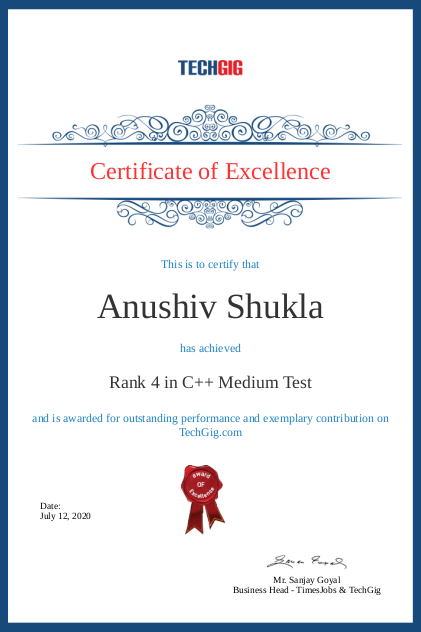 TECHGIG
Certificate of Excellence
This is to certify that
Anushiv Shukla
has achieved
Rank 4 in C++ Medium Test
and is awarded for outstanding performance and exemplary contribution on
TechGig.com
award
OF
Excellence
Date:
July 12, 2020
Mr. Sanjay Goyal
Business Head - TimesJobs & TechGig